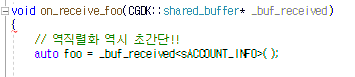 void on_receive_foo(CGDK::shared_buffer* _buf_received)
{
// 역직렬화 역시 초간단!!
auto foo = _buf_received<sACCOUNT_INFO>();